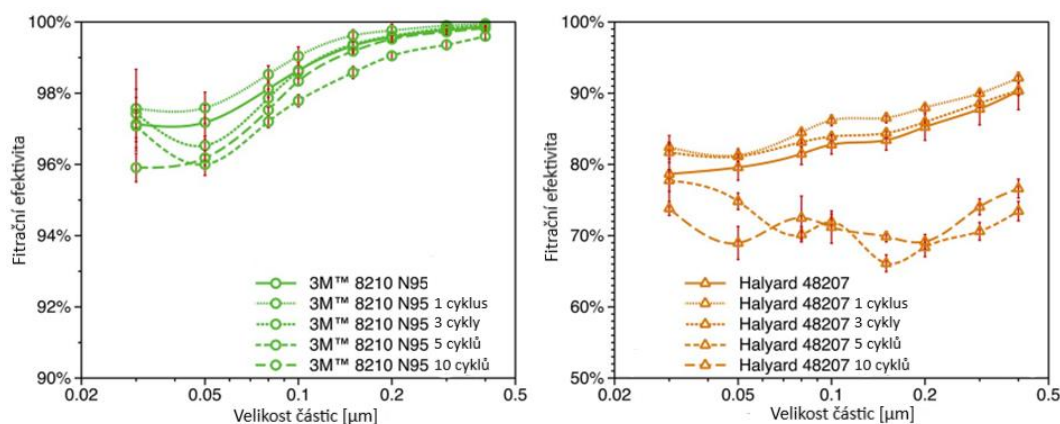 100%
98%
96%
94%
92%
90%
Fitrační efektivita
3M™ 8210 N95
3M™ 8210 N95 1 cyklus
3M™ 8210 N95 3 cykly
3M™ 8210 N95 5 cyklů
3M™ 8210 N95 10 cyklů
0.02 0.05 0.1 0.2 0.5
Velikost částic [µm]
100%
90%
80%
70%
60%
50%
Fitrační efektivita
Halyard 48207
Halyard 48207 1 cyklus
Halyard 48207 3 cykly
Halyard 48207 5 cyklů
Halyard 48207 10 cyklů
0.02 0.05 0.1 0.2 0.5
Velikost částic [µm]